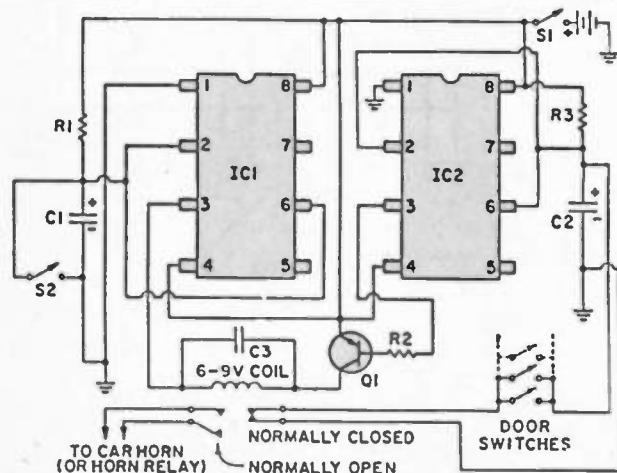 S1
+
1
8
1
8
R1
R3
2
7
2
7
IC1
IC2
C1
+
-
3
6
3
6
C2
+
-
S2
4
5
4
5
C3
R2
6-9V COIL
Q1
NORMALLY CLOSED
DOOR
SWITCHES
TO CAR HORN
(OR HORN RELAY)
NORMALLY OPEN